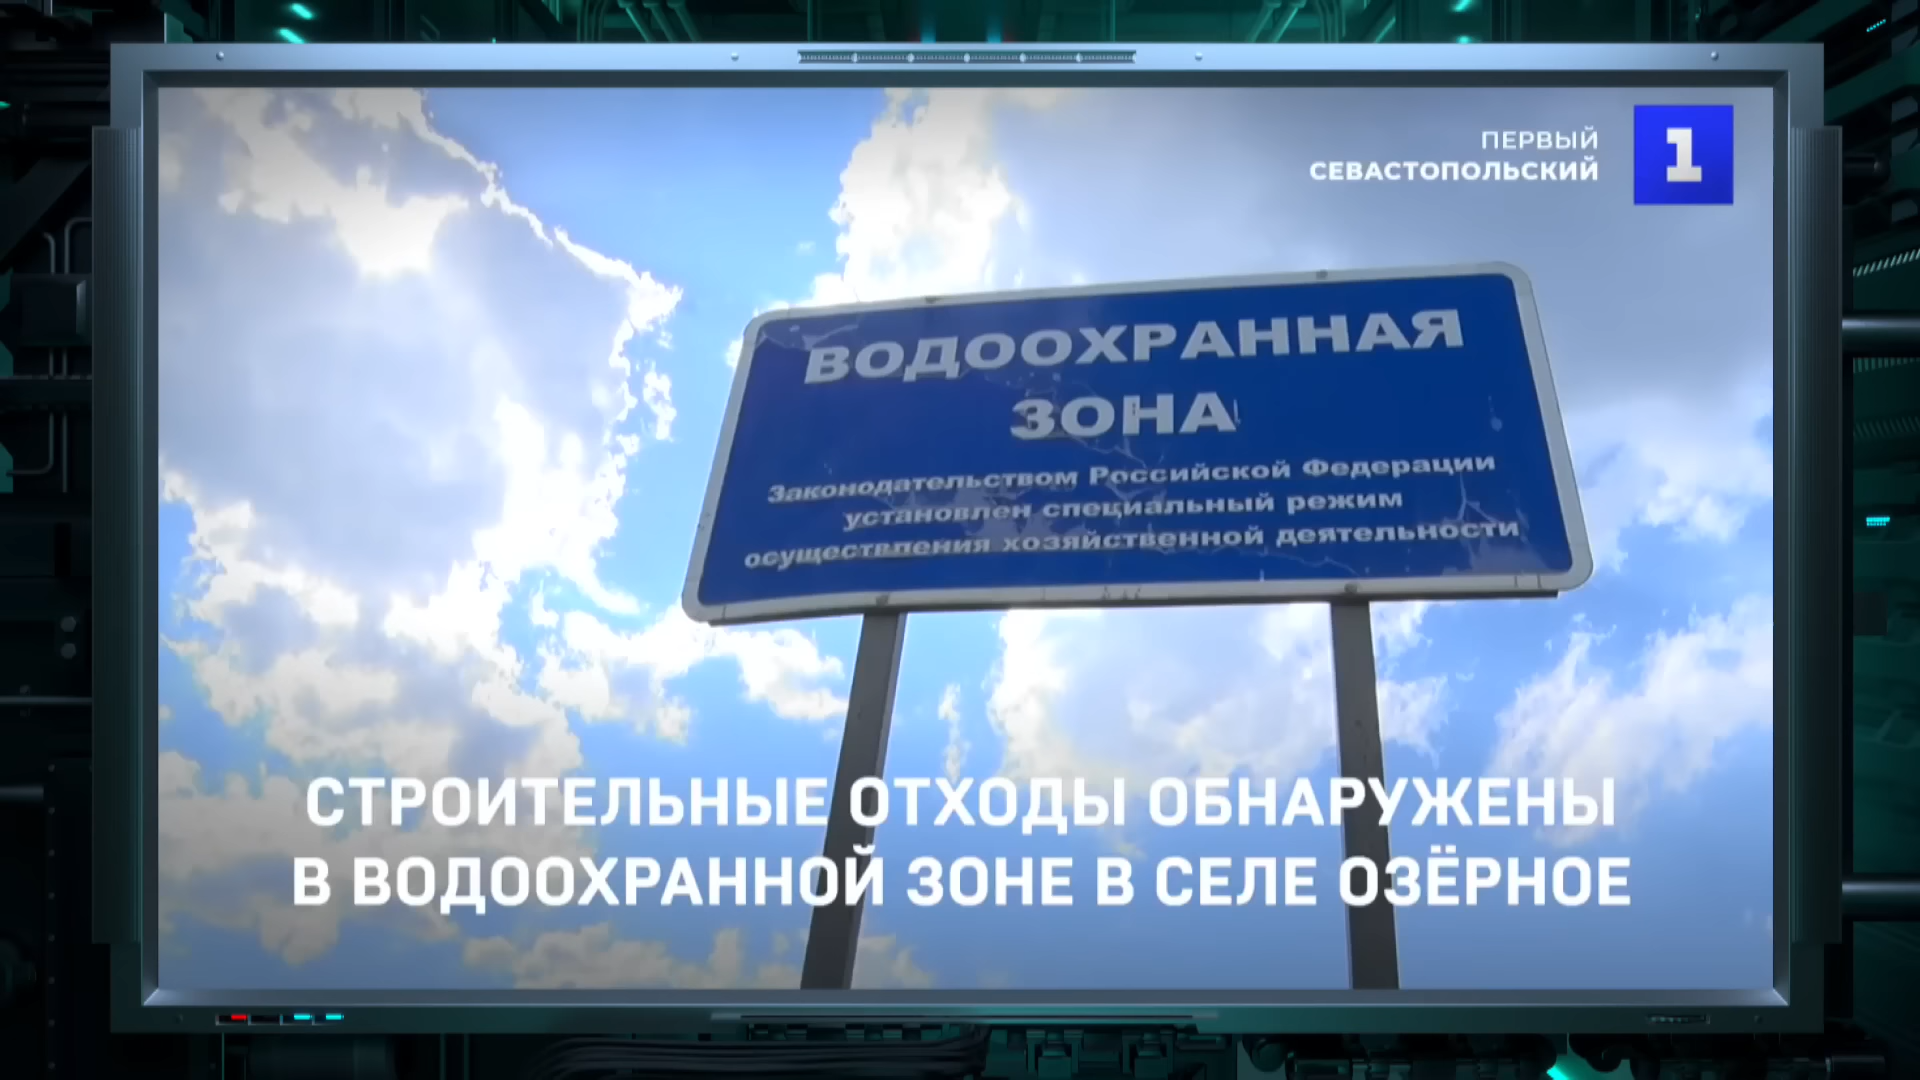 ПЕРВЫЙ
СЕВАСТОПОЛЬСКИЙ
1
ВОДООХРАННАЯ
ЗОНА
Законодательством Российской Федерации
установлен специальный режим
осуществления хозяйственной деятельности
СТРОИТЕЛЬНЫЕ ОТХОДЫ ОБНАРУЖЕНЫ
В ВОДООХРАННОЙ ЗОНЕ В СЕЛЕ ОЗЁРНОЕ